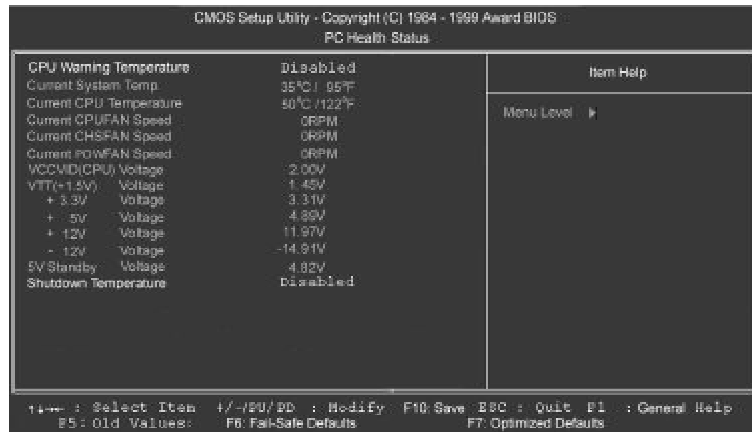 CMOS Setup Utility - Copyright (C) 1984 - 1999 Award BIOS
PC Health Status
CPU Warning Temperature Disabled
Current System Temp. 35°C / 95°F
Current CPU Temperature 50°C /122°F
Current CPUFAN Speed 0RPM
Current CHSFAN Speed 0RPM
Current POWFAN Speed 0RPM
VCCVID(CPU) Voltage 2.00V
VTT(+1.5V) Voltage 1.45V
+ 3.3V Voltage 3.31V
+ 5V Voltage 4.89V
+ 12V Voltage 11.97V
- 12V Voltage -14.91V
5V Standby Voltage 4.82V
Shutdown Temperature Disabled
Item Help
Menu Level ▶
↑↓→← : Select Item +/-/PU/PD : Modify F10: Save ESC : Quit F1 : General Help
F5: Old Values: F6: Fail-Safe Defaults F7: Optimized Defaults